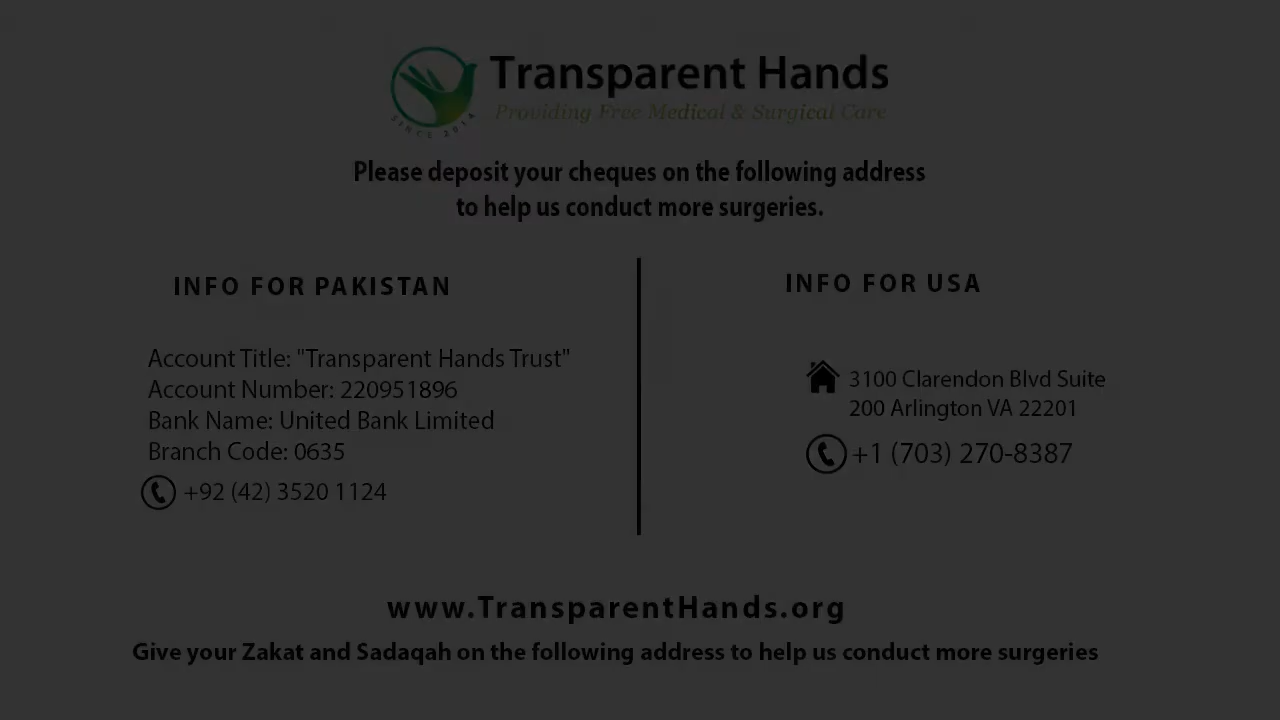 Transparent Hands
Providing Free Medical & Surgical Care
SINCE 2014
Please deposit your cheques on the following address
to help us conduct more surgeries.
INFO FOR PAKISTAN
Account Title: "Transparent Hands Trust"
Account Number: 220951896
Bank Name: United Bank Limited
Branch Code: 0635
+92 (42) 3520 1124
INFO FOR USA
3100 Clarendon Blvd Suite
200 Arlington VA 22201
+1 (703) 270-8387
www.TransparentHands.org
Give your Zakat and Sadaqah on the following address to help us conduct more surgeries